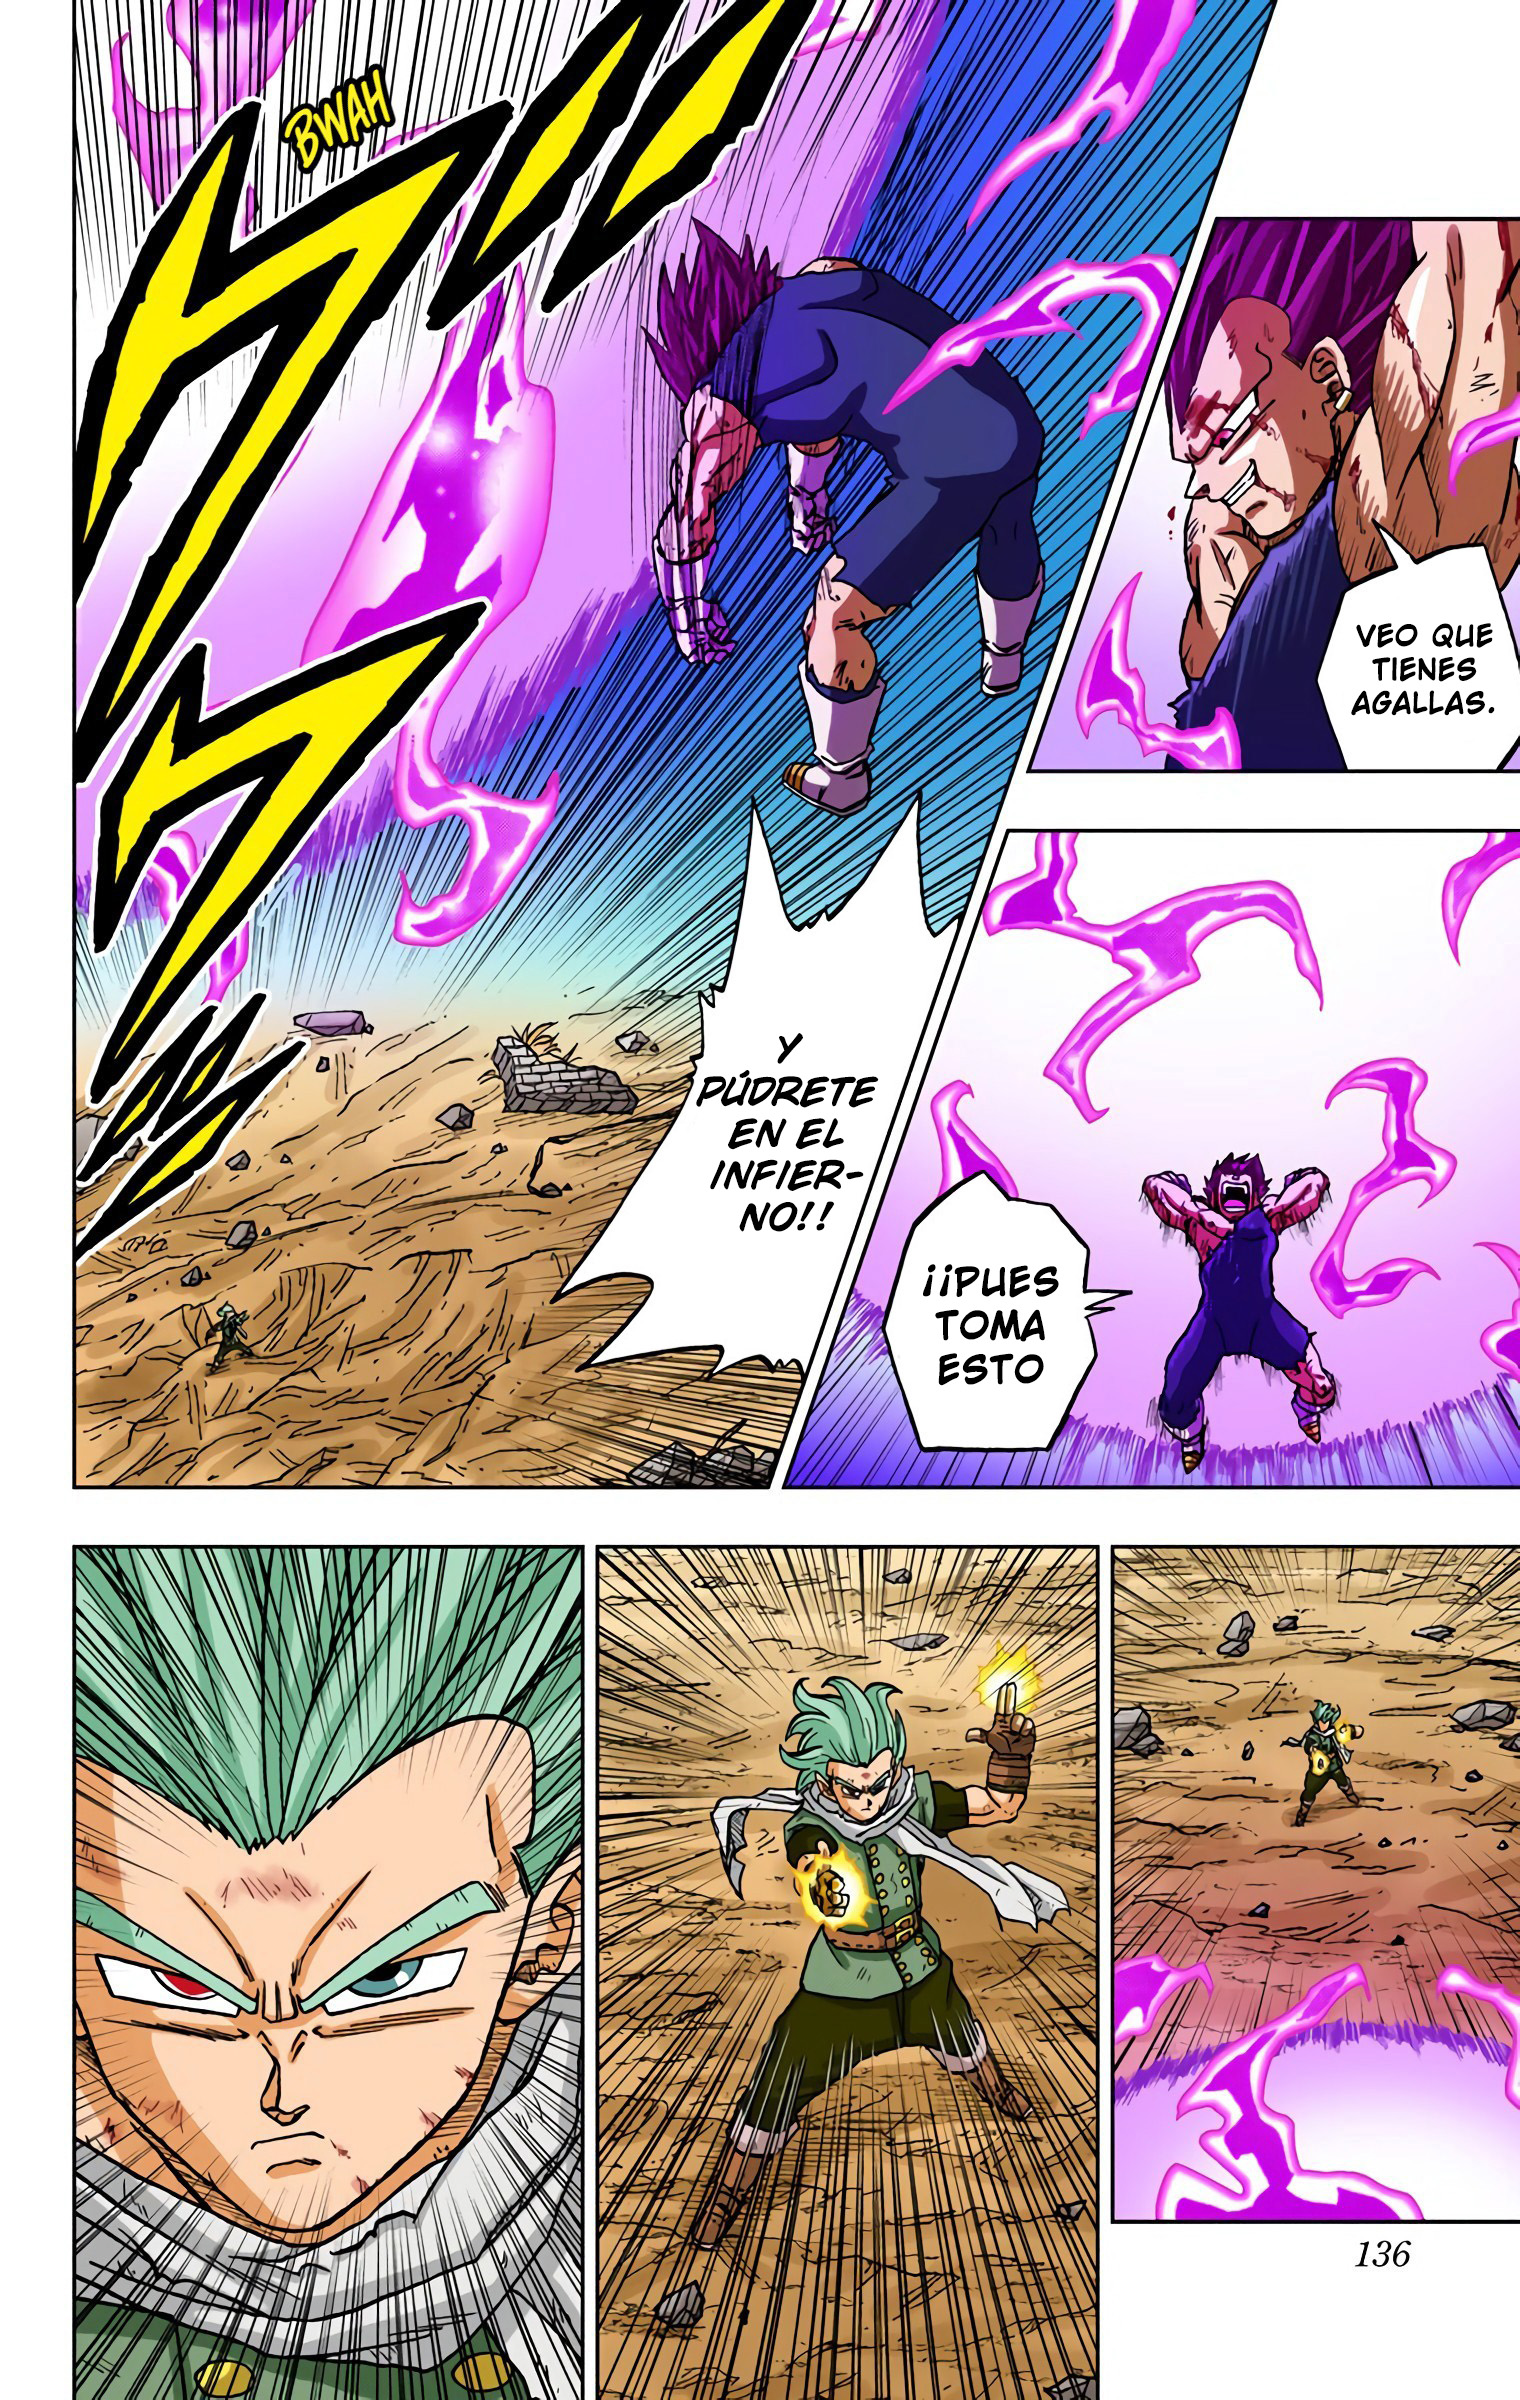 VEO QUE
TIENES
AGALLAS.
¡¡PUES
TOMA
ESTO
Y
PÚDRETE
EN EL
INFIER-
NO!!
BWAH
136